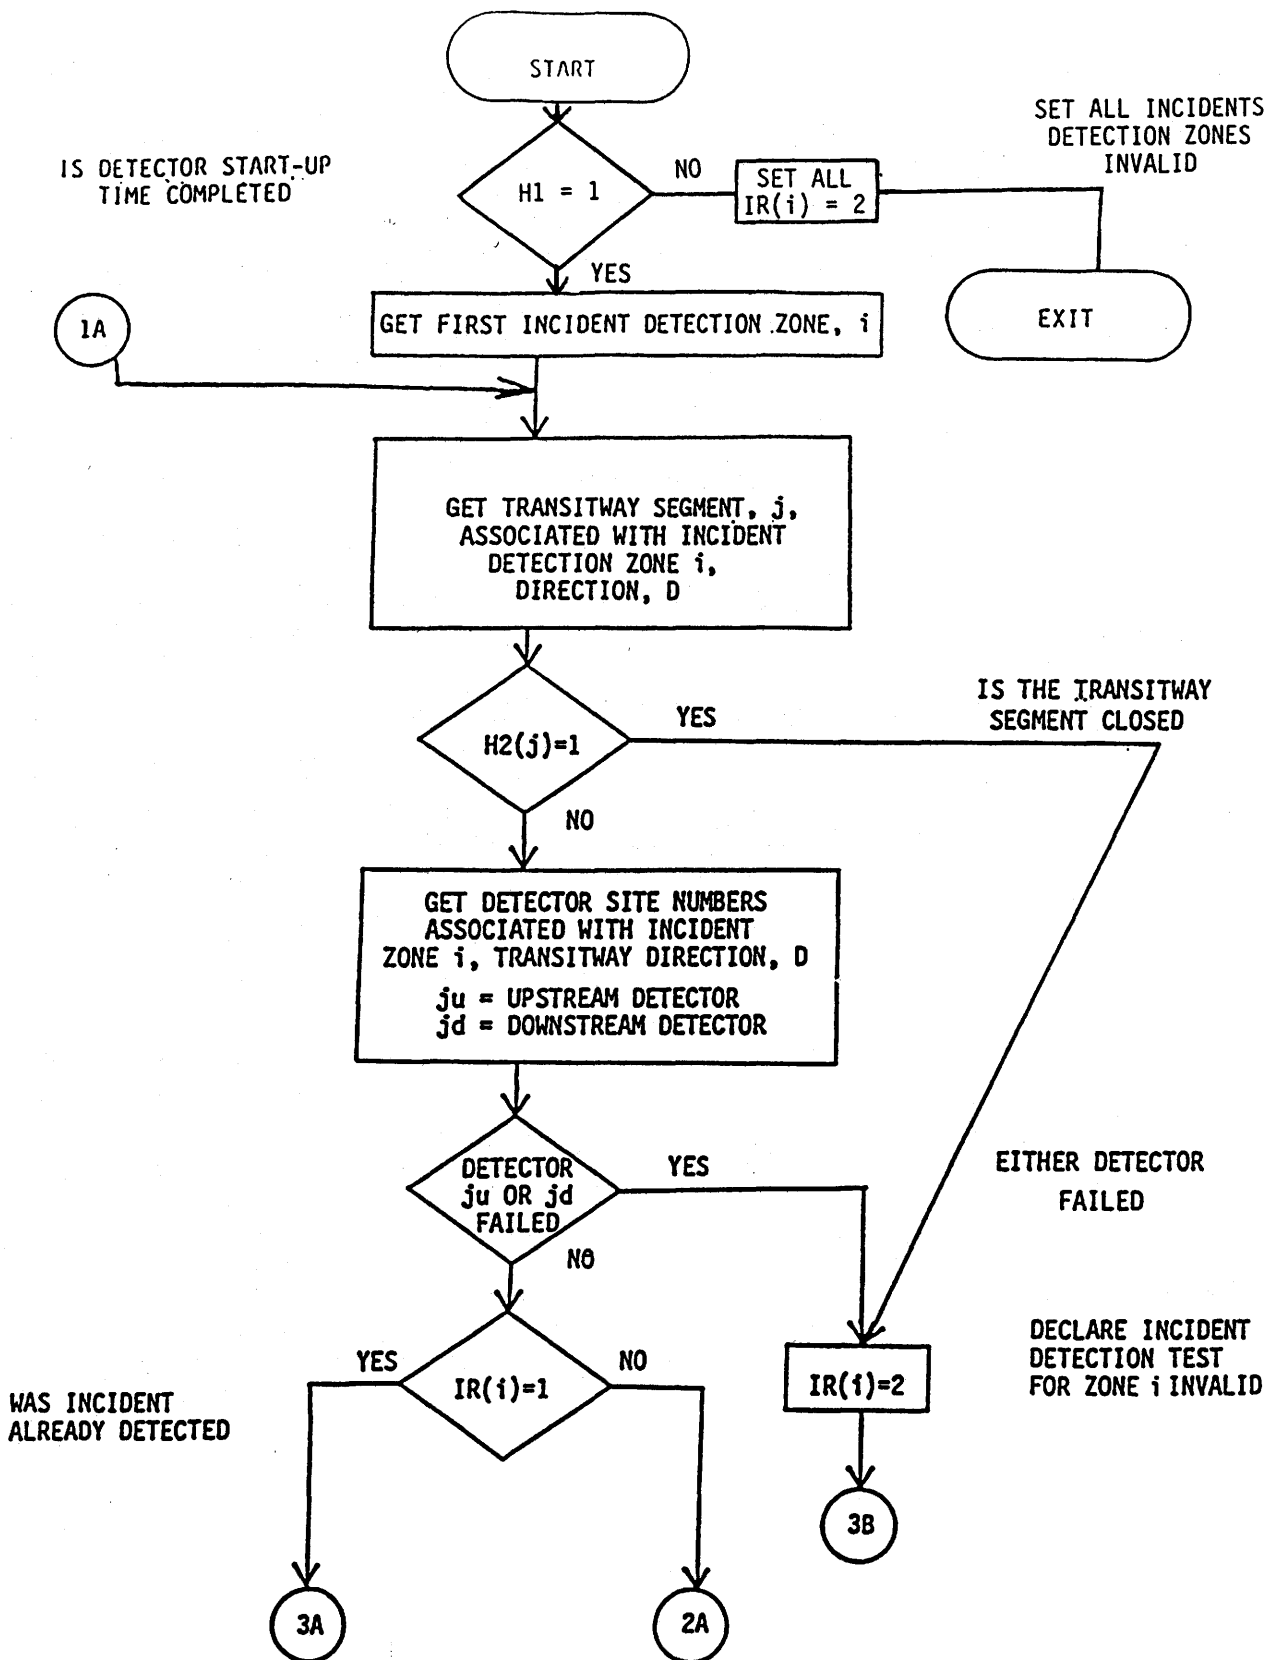 START
SET ALL INCIDENTS
DETECTION ZONES
INVALID
IS DETECTOR START-UP
TIME COMPLETED
H1 = 1
NO
SET ALL
IR(i) = 2
YES
1A
GET FIRST INCIDENT DETECTION ZONE, i
EXIT
GET TRANSITWAY SEGMENT, j,
ASSOCIATED WITH INCIDENT
DETECTION ZONE i,
DIRECTION, D
IS THE TRANSITWAY
SEGMENT CLOSED
YES
H2(j)=1
NO
GET DETECTOR SITE NUMBERS
ASSOCIATED WITH INCIDENT
ZONE i, TRANSITWAY DIRECTION, D
ju = UPSTREAM DETECTOR
jd = DOWNSTREAM DETECTOR
DETECTOR
ju OR jd
FAILED
YES
EITHER DETECTOR
FAILED
NO
DECLARE INCIDENT
DETECTION TEST
FOR ZONE i INVALID
YES
NO
IR(i)=1
IR(i)=2
WAS INCIDENT
ALREADY DETECTED
3B
3A
2A